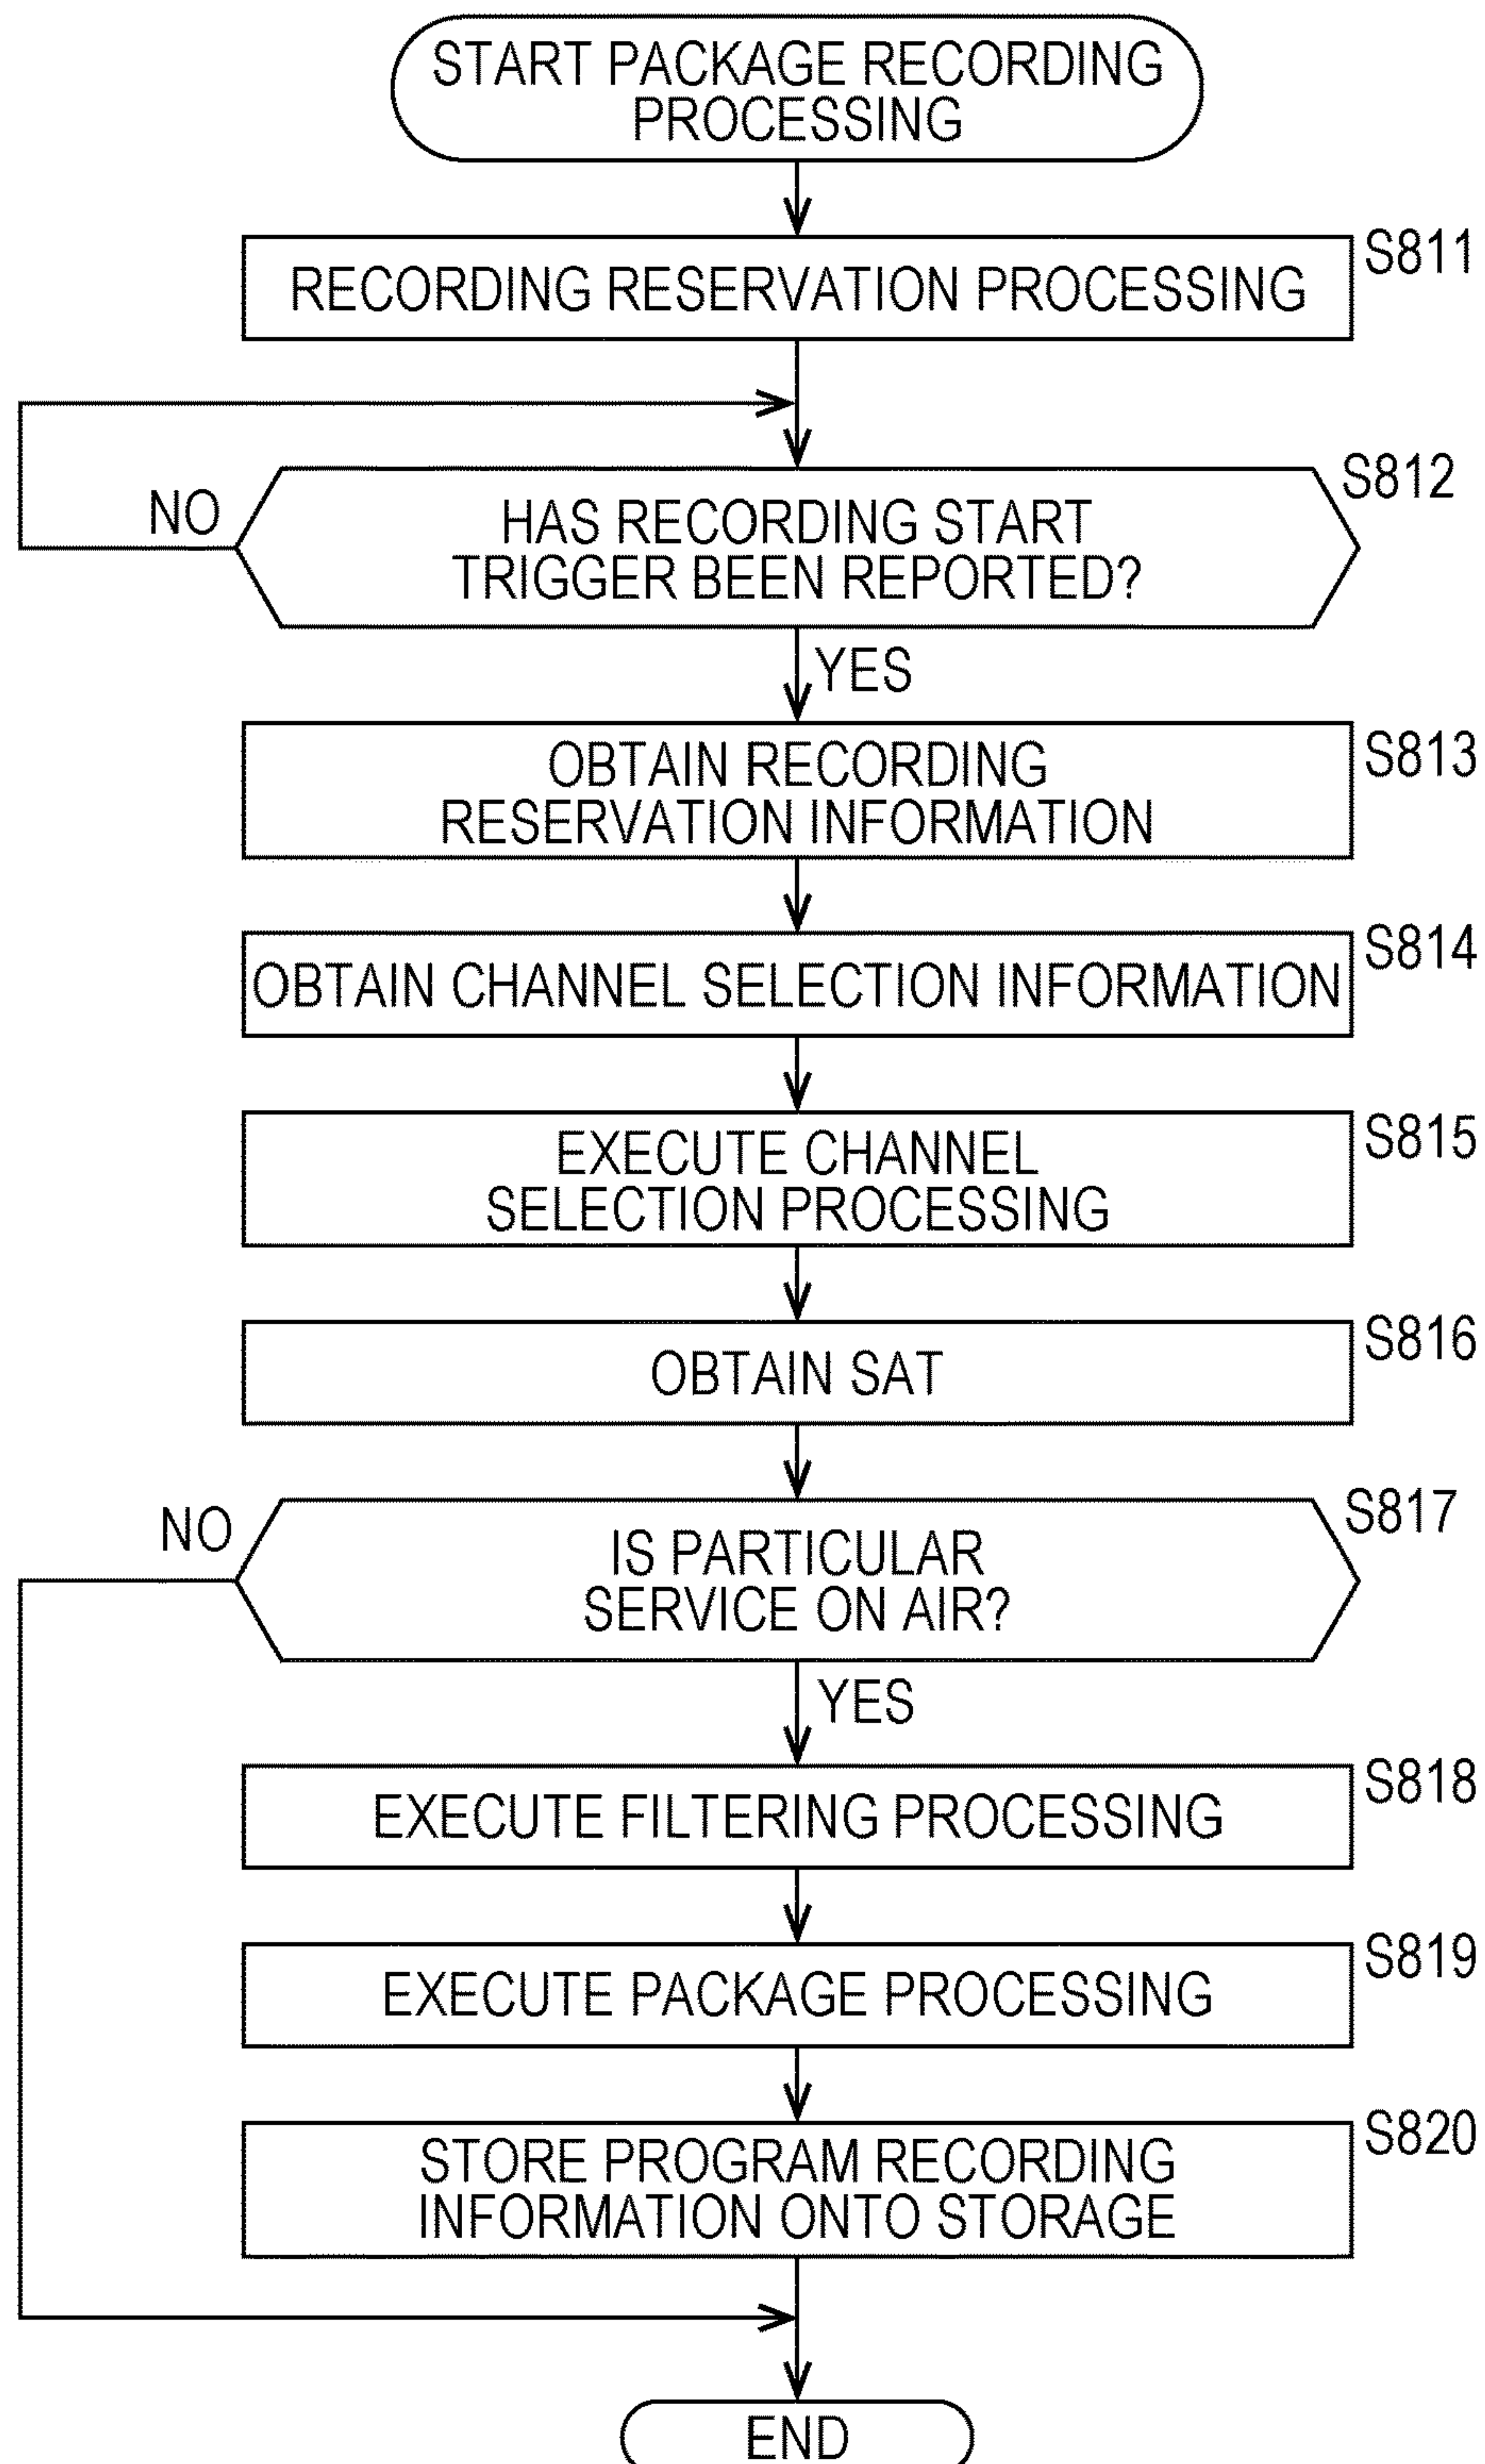 START PACKAGE RECORDING
PROCESSING
S811
RECORDING RESERVATION PROCESSING
S812
NO
HAS RECORDING START
TRIGGER BEEN REPORTED?
YES
S813
OBTAIN RECORDING
RESERVATION INFORMATION
S814
OBTAIN CHANNEL SELECTION INFORMATION
S815
EXECUTE CHANNEL
SELECTION PROCESSING
S816
OBTAIN SAT
S817
NO
IS PARTICULAR
SERVICE ON AIR?
YES
S818
EXECUTE FILTERING PROCESSING
S819
EXECUTE PACKAGE PROCESSING
S820
STORE PROGRAM RECORDING
INFORMATION ONTO STORAGE
END